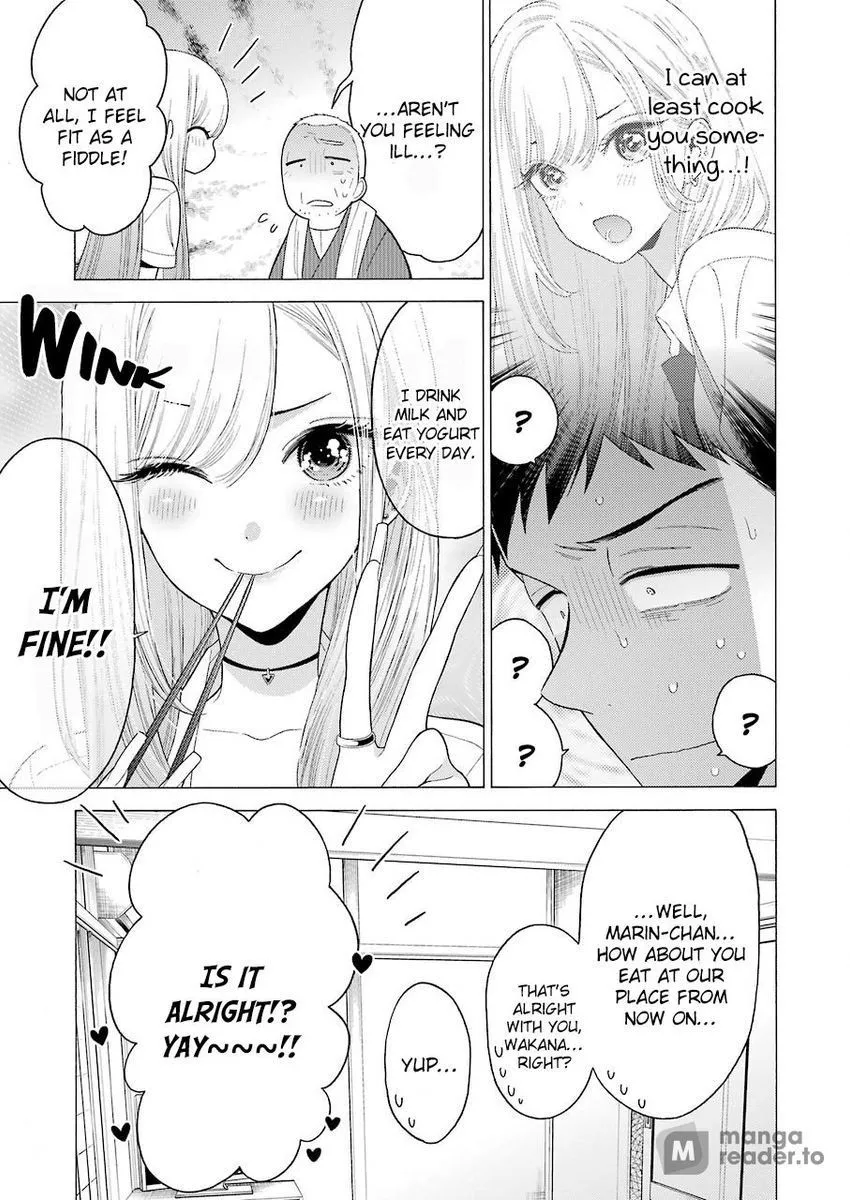 I can at
least cook
you some-
thing...!
?
?
?
?
...AREN'T
YOU FEELING
ILL...?
NOT AT
ALL, I FEEL
FIT AS A
FIDDLE!
I DRINK
MILK AND
EAT YOGURT
EVERY DAY.
WINK
I'M
FINE!!
...WELL,
MARIN-CHAN...
HOW ABOUT YOU
EAT AT OUR
PLACE FROM
NOW ON...
THAT'S
ALRIGHT
WITH YOU,
WAKANA...
RIGHT?
YUP...
IS IT
ALRIGHT!?
YAY~~~!!
M manga
reader.to